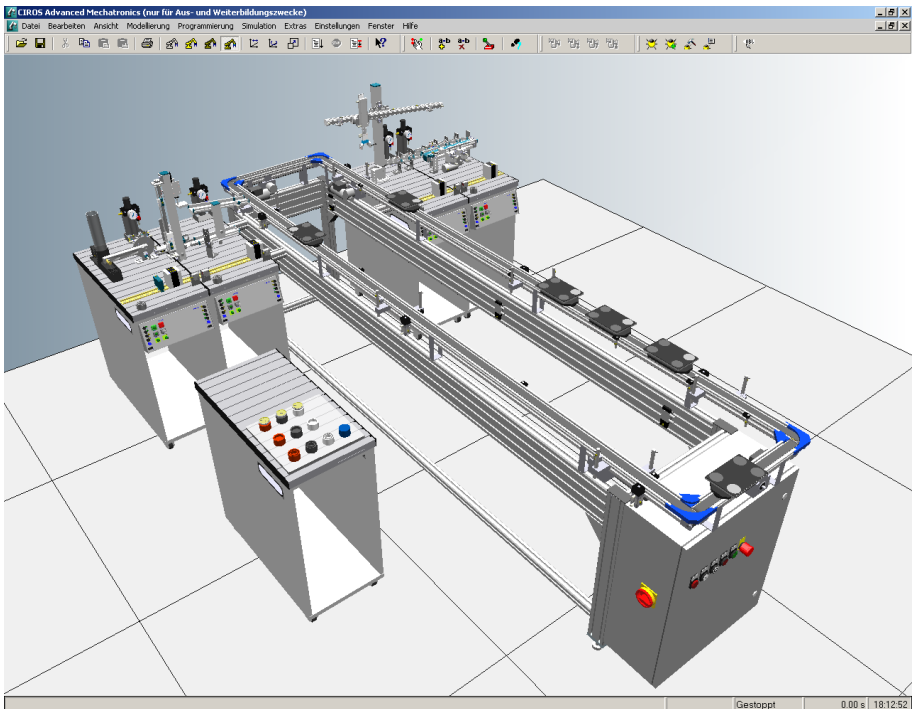 CIROS Advanced Mechatronics (nur für Aus- und Weiterbildungszwecke)
Datei Bearbeiten Ansicht Modellierung Programmierung Simulation Extras Einstellungen Fenster Hilfe
a-b a-b
Gestoppt 0.00 s 18:12:52